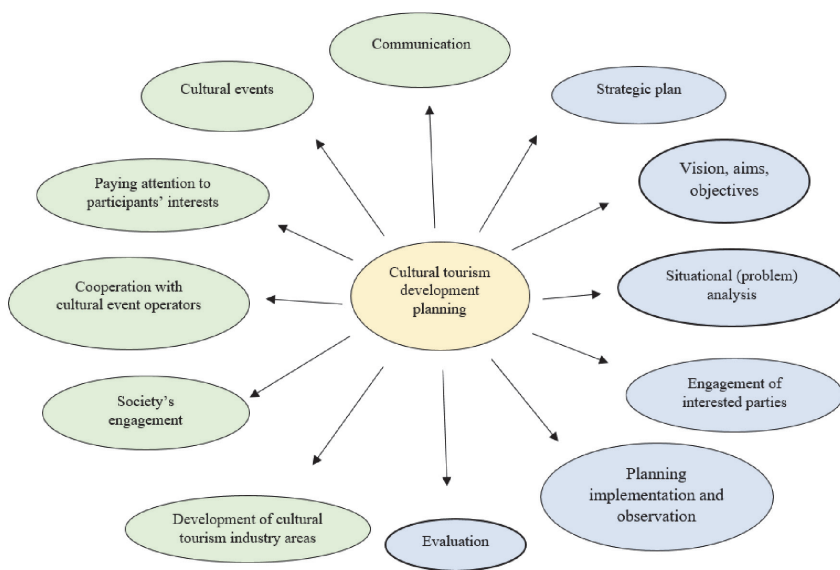 Communication
Cultural events
Strategic plan
Vision, aims,
objectives
Paying attention to
participants' interests
Cultural tourism
development
planning
Situational (problem)
analysis
Cooperation with
cultural event operators
Engagement of
interested parties
Society's
engagement
Planning
implementation and
observation
Development of cultural
tourism industry areas
Evaluation